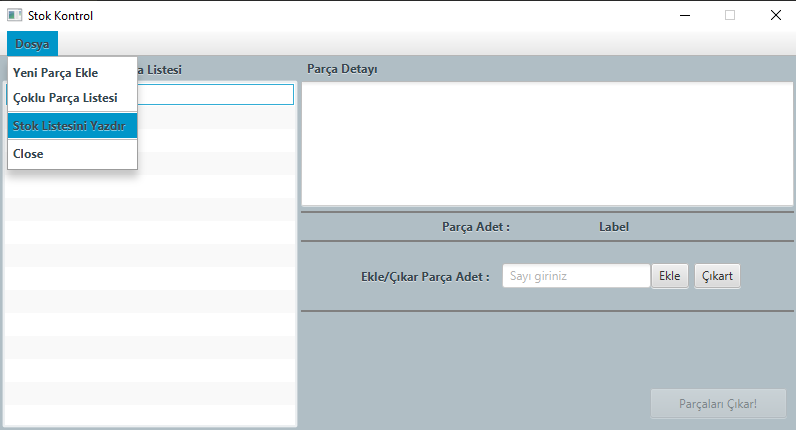 Stok Kontrol
Dosya
Yeni Parça Ekle
Çoklu Parça Listesi
Stok Listesini Yazdır
Close
Listesi
Parça Detayı
Parça Adet :
Label
Ekle/Çıkar Parça Adet :
Sayı giriniz
Ekle
Çıkart
Parçaları Çıkar!